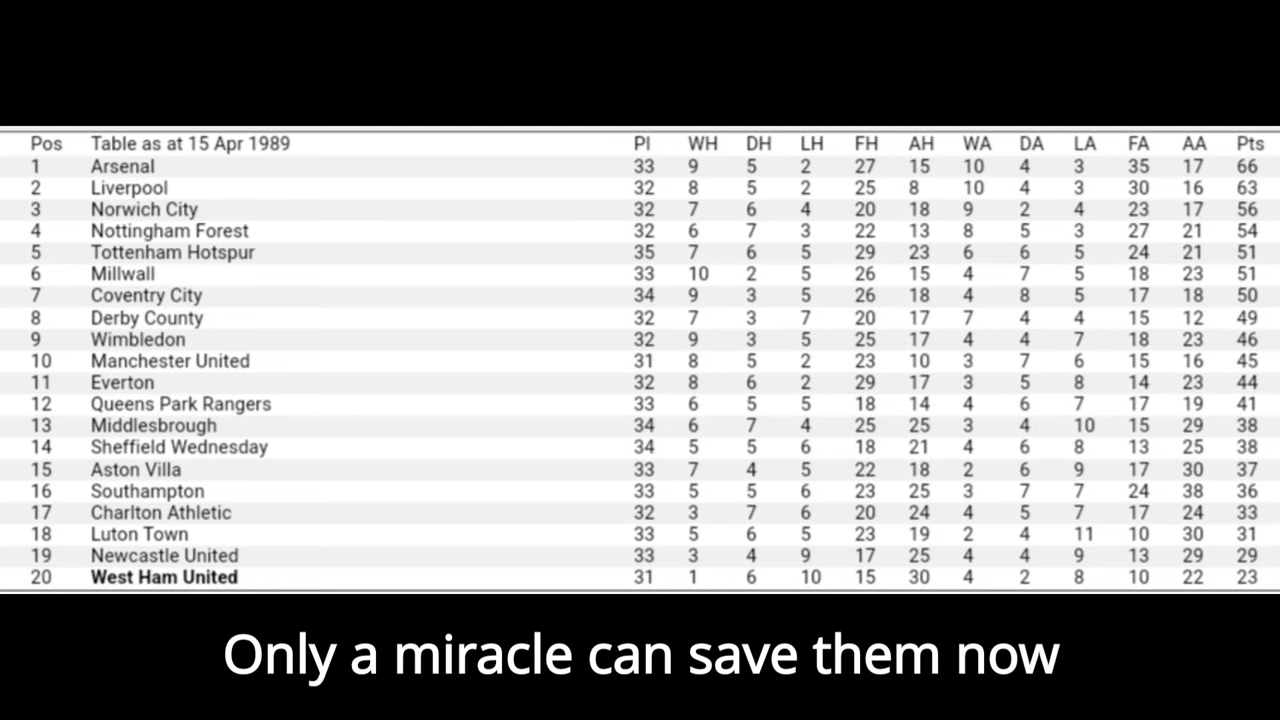 Pos Table as at 15 Apr 1989 Pl WH DH LH FH AH WA DA LA FA AA Pts
1 Arsenal 33 9 5 2 27 15 10 4 3 35 17 66
2 Liverpool 32 8 5 2 25 8 10 4 3 30 16 63
3 Norwich City 32 7 6 4 20 18 9 2 4 23 17 56
4 Nottingham Forest 32 6 7 3 22 13 8 5 3 27 21 54
5 Tottenham Hotspur 35 7 6 5 29 23 6 6 5 24 21 51
6 Millwall 33 10 2 5 26 15 4 7 5 18 23 51
7 Coventry City 34 9 3 5 26 18 4 8 5 17 18 50
8 Derby County 32 7 3 7 20 17 7 4 4 15 12 49
9 Wimbledon 32 9 3 5 25 17 4 4 7 18 23 46
10 Manchester United 31 8 5 2 23 10 3 7 6 15 16 45
11 Everton 32 8 6 2 29 17 3 5 8 14 23 44
12 Queens Park Rangers 33 6 5 5 18 14 4 6 7 17 19 41
13 Middlesbrough 34 6 7 4 25 25 3 4 10 15 29 38
14 Sheffield Wednesday 34 5 5 6 18 21 4 6 8 13 25 38
15 Aston Villa 33 7 4 5 22 18 2 6 9 17 30 37
16 Southampton 33 5 5 6 23 25 3 7 7 24 38 36
17 Charlton Athletic 32 3 7 6 20 24 4 5 7 17 24 33
18 Luton Town 33 5 6 5 23 19 2 4 11 10 30 31
19 Newcastle United 33 3 4 9 17 25 4 4 9 13 29 29
20 West Ham United 31 1 6 10 15 30 4 2 8 10 22 23
Only a miracle can save them now